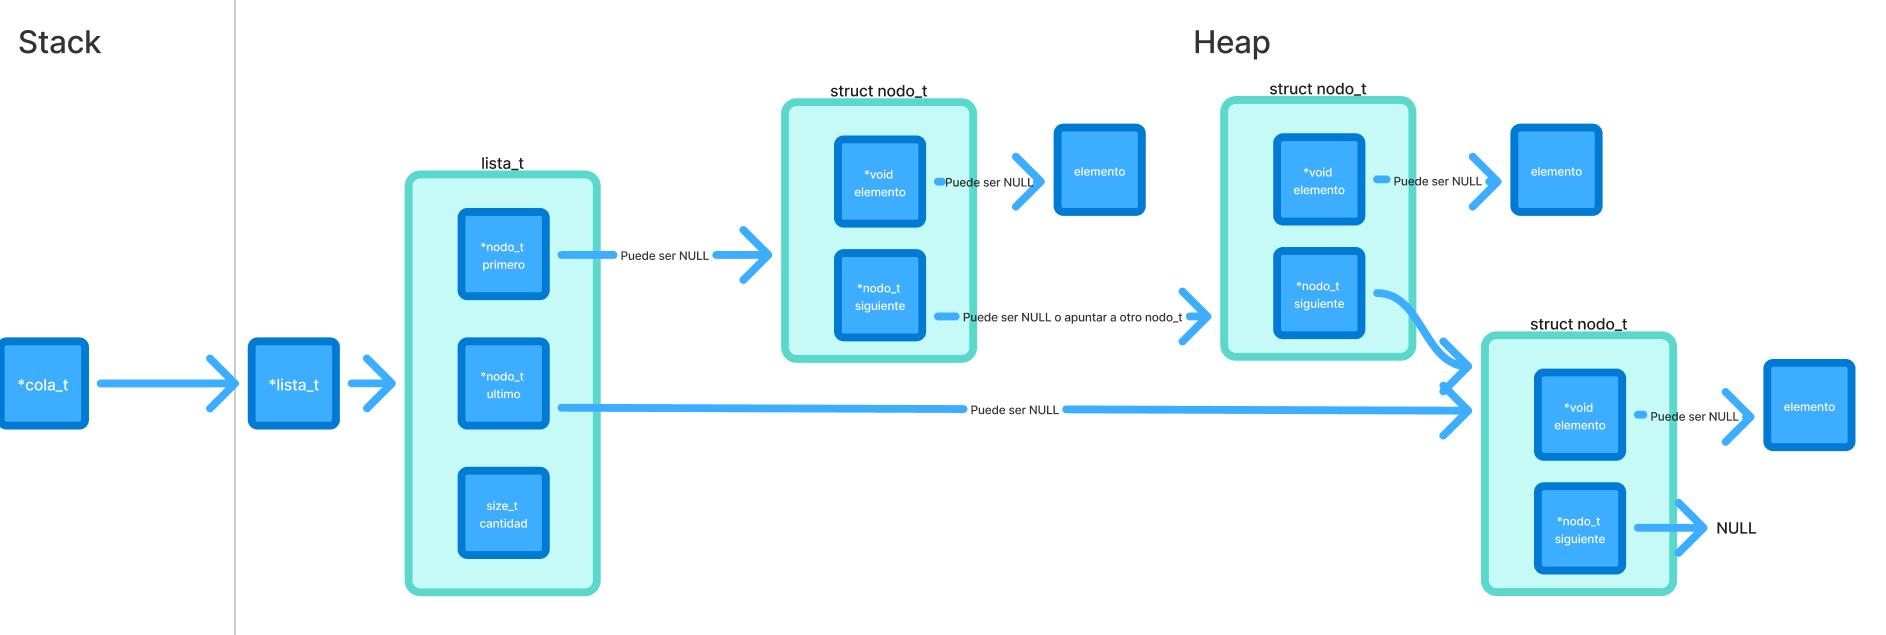 Stack
Heap
struct nodo_t
struct nodo_t
lista_t
*void
elemento
Puede ser NULL
elemento
*void
elemento
Puede ser NULL
elemento
*nodo_t
primero
Puede ser NULL
*nodo_t
siguiente
Puede ser NULL o apuntar a otro nodo_t
*nodo_t
siguiente
struct nodo_t
*cola_t
*lista_t
*nodo_t
ultimo
Puede ser NULL
*void
elemento
Puede ser NULL
elemento
size_t
cantidad
*nodo_t
siguiente
NULL